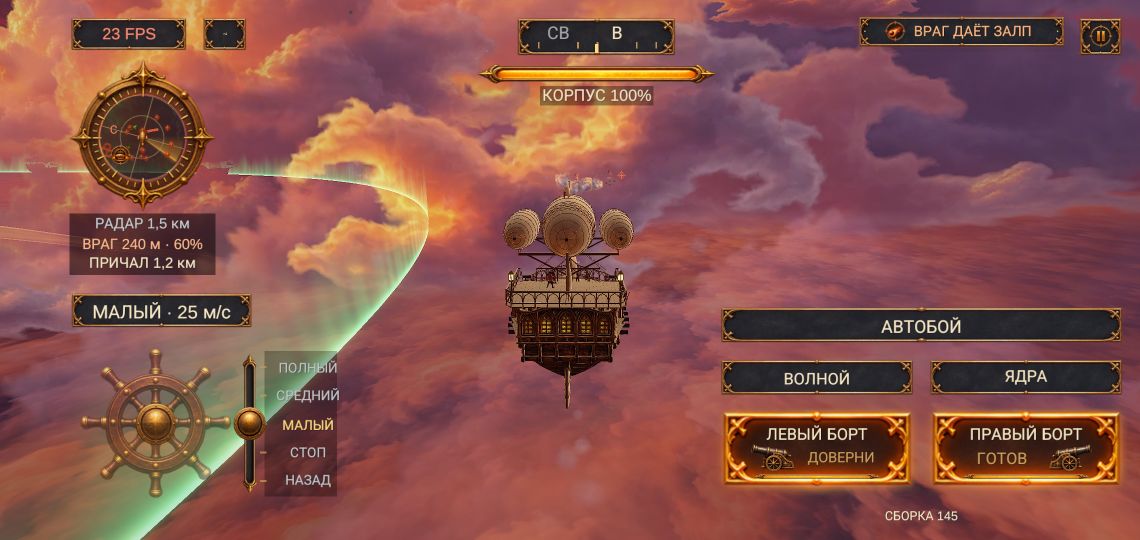 23 FPS
СВ В
ВРАГ ДАЁТ ЗАЛП
КОРПУС 100%
С
РАДАР 1,5 км
ВРАГ 240 м · 60%
ПРИЧАЛ 1,2 км
МАЛЫЙ · 25 м/с
ПОЛНЫЙ
СРЕДНИЙ
МАЛЫЙ
СТОП
НАЗАД
АВТОБОЙ
ВОЛНОЙ
ЯДРА
ЛЕВЫЙ БОРТ
ДОВЕРНИ
ПРАВЫЙ БОРТ
ГОТОВ
СБОРКА 145